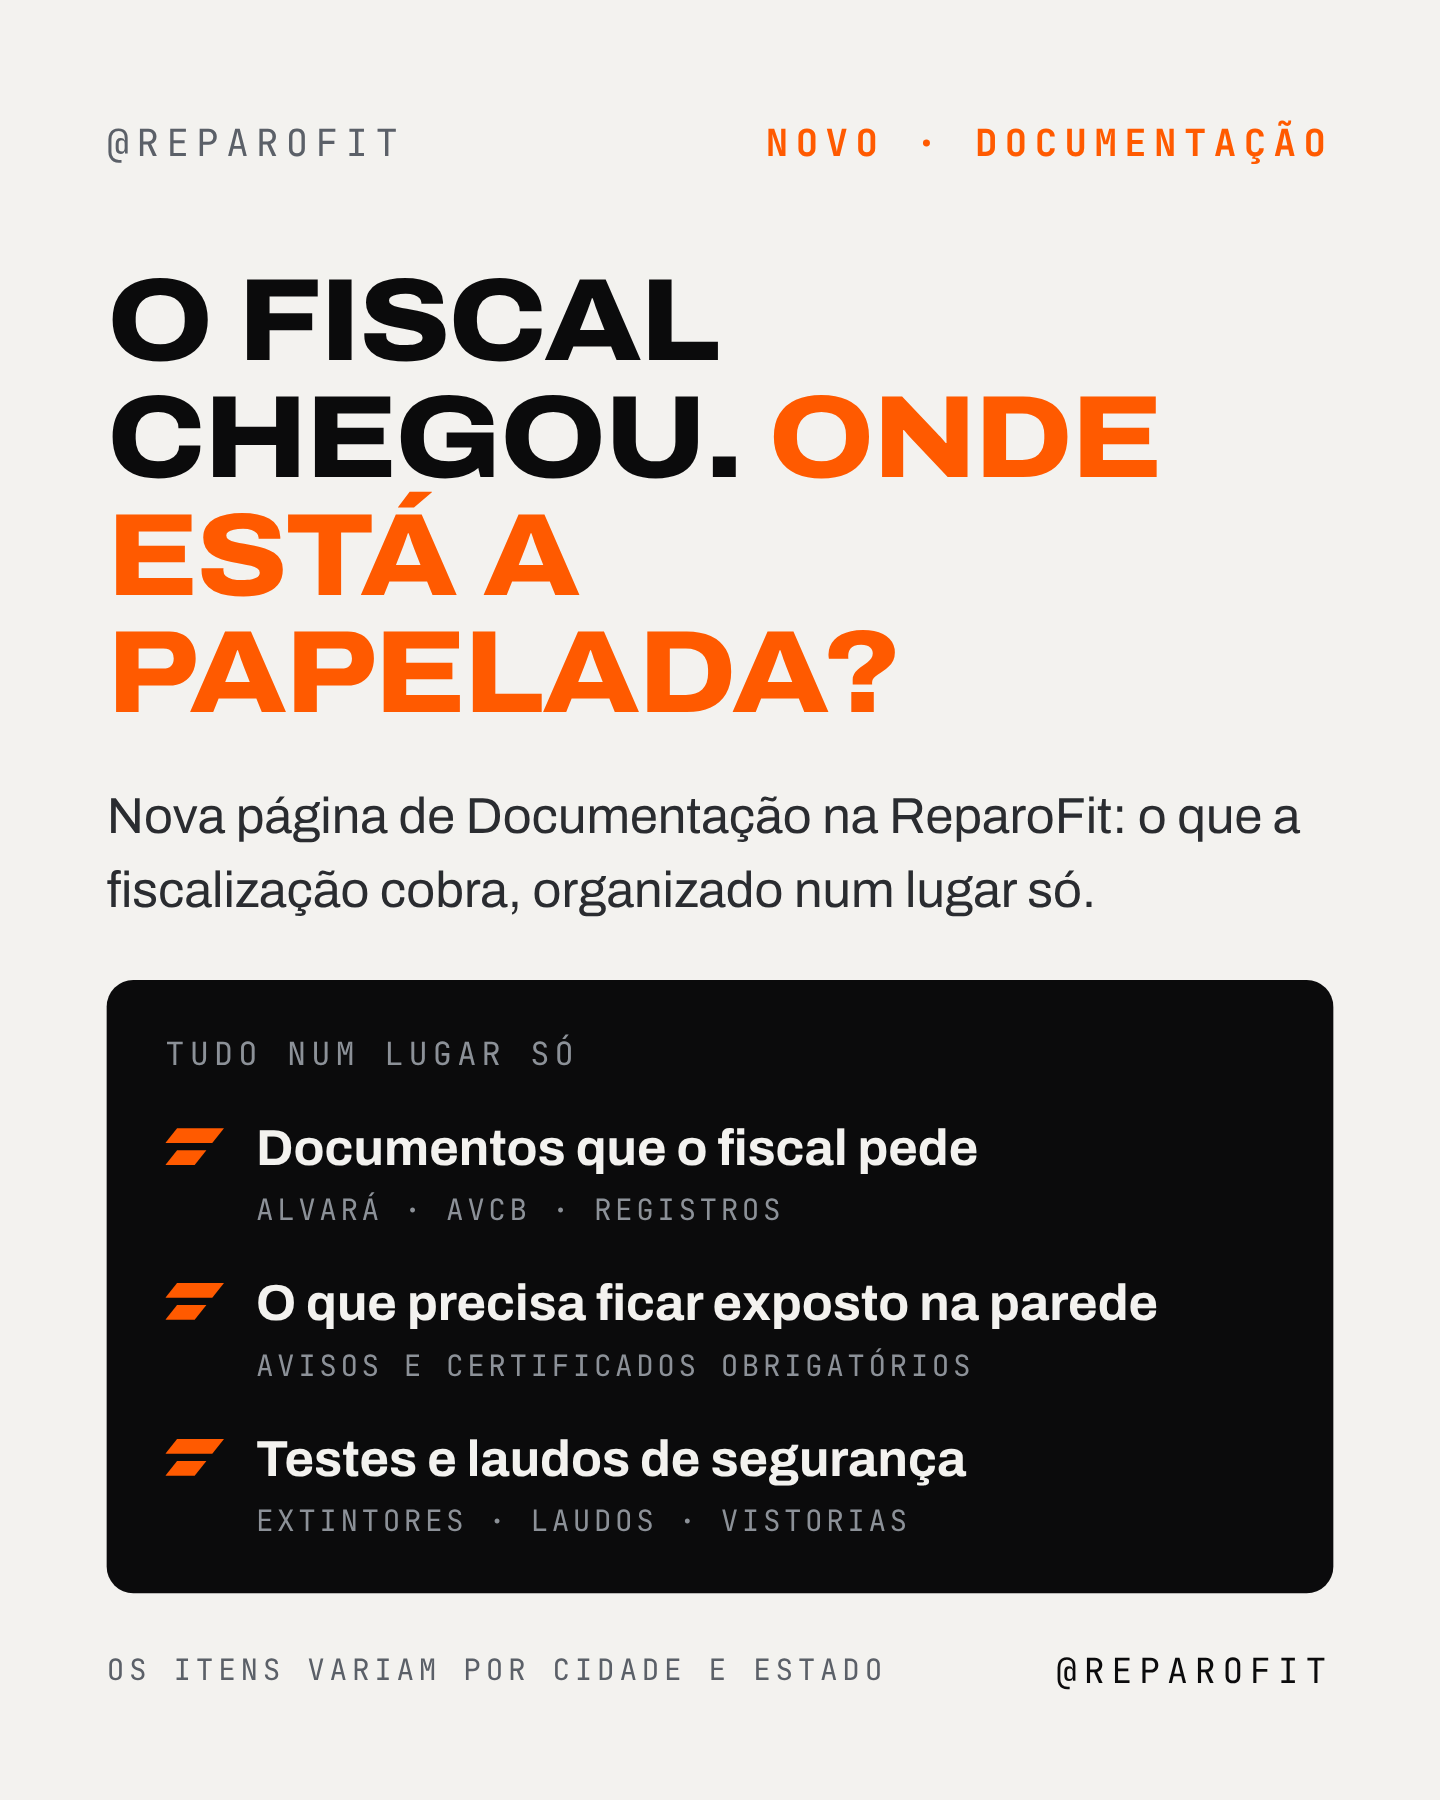 @REPAROFIT
NOVO · DOCUMENTAÇÃO
O FISCAL
CHEGOU. ONDE
ESTÁ A
PAPELADA?
Nova página de Documentação na ReparoFit: o que a
fiscalização cobra, organizado num lugar só.
TUDO NUM LUGAR SÓ
Documentos que o fiscal pede
ALVARÁ · AVCB · REGISTROS
O que precisa ficar exposto na parede
AVISOS E CERTIFICADOS OBRIGATÓRIOS
Testes e laudos de segurança
EXTINTORES · LAUDOS · VISTORIAS
OS ITENS VARIAM POR CIDADE E ESTADO
@REPAROFIT